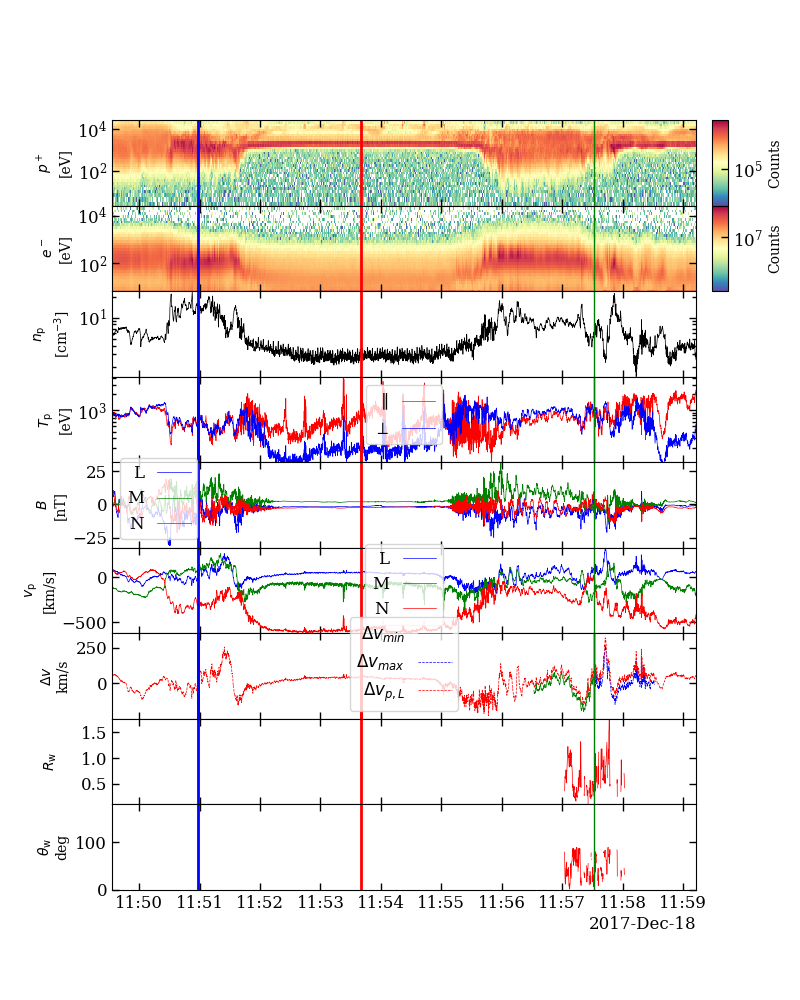 10⁴
10²
p⁺
[eV]
10⁵
Counts
10⁴
10²
e⁻
[eV]
10⁷
Counts
10¹
nₚ
[cm⁻³]
10³
Tₚ
[eV]
∥
⊥
25
0
−25
B
[nT]
L
M
N
0
−500
vₚ
[km/s]
L
M
N
250
0
Δv
km/s
Δv_min
Δv_max
Δv_p,L
1.5
1.0
0.5
R_w
100
0
θ_w
deg
11:50 11:51 11:52 11:53 11:54 11:55 11:56 11:57 11:58 11:59
2017-Dec-18